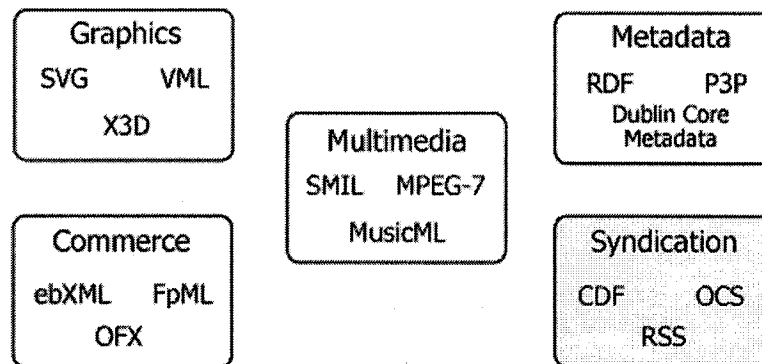 Graphics
SVG VML
X3D
Metadata
RDF P3P
Dublin Core
Metadata
Multimedia
SMIL MPEG-7
MusicML
Commerce
ebXML FpML
OFX
Syndication
CDF OCS
RSS